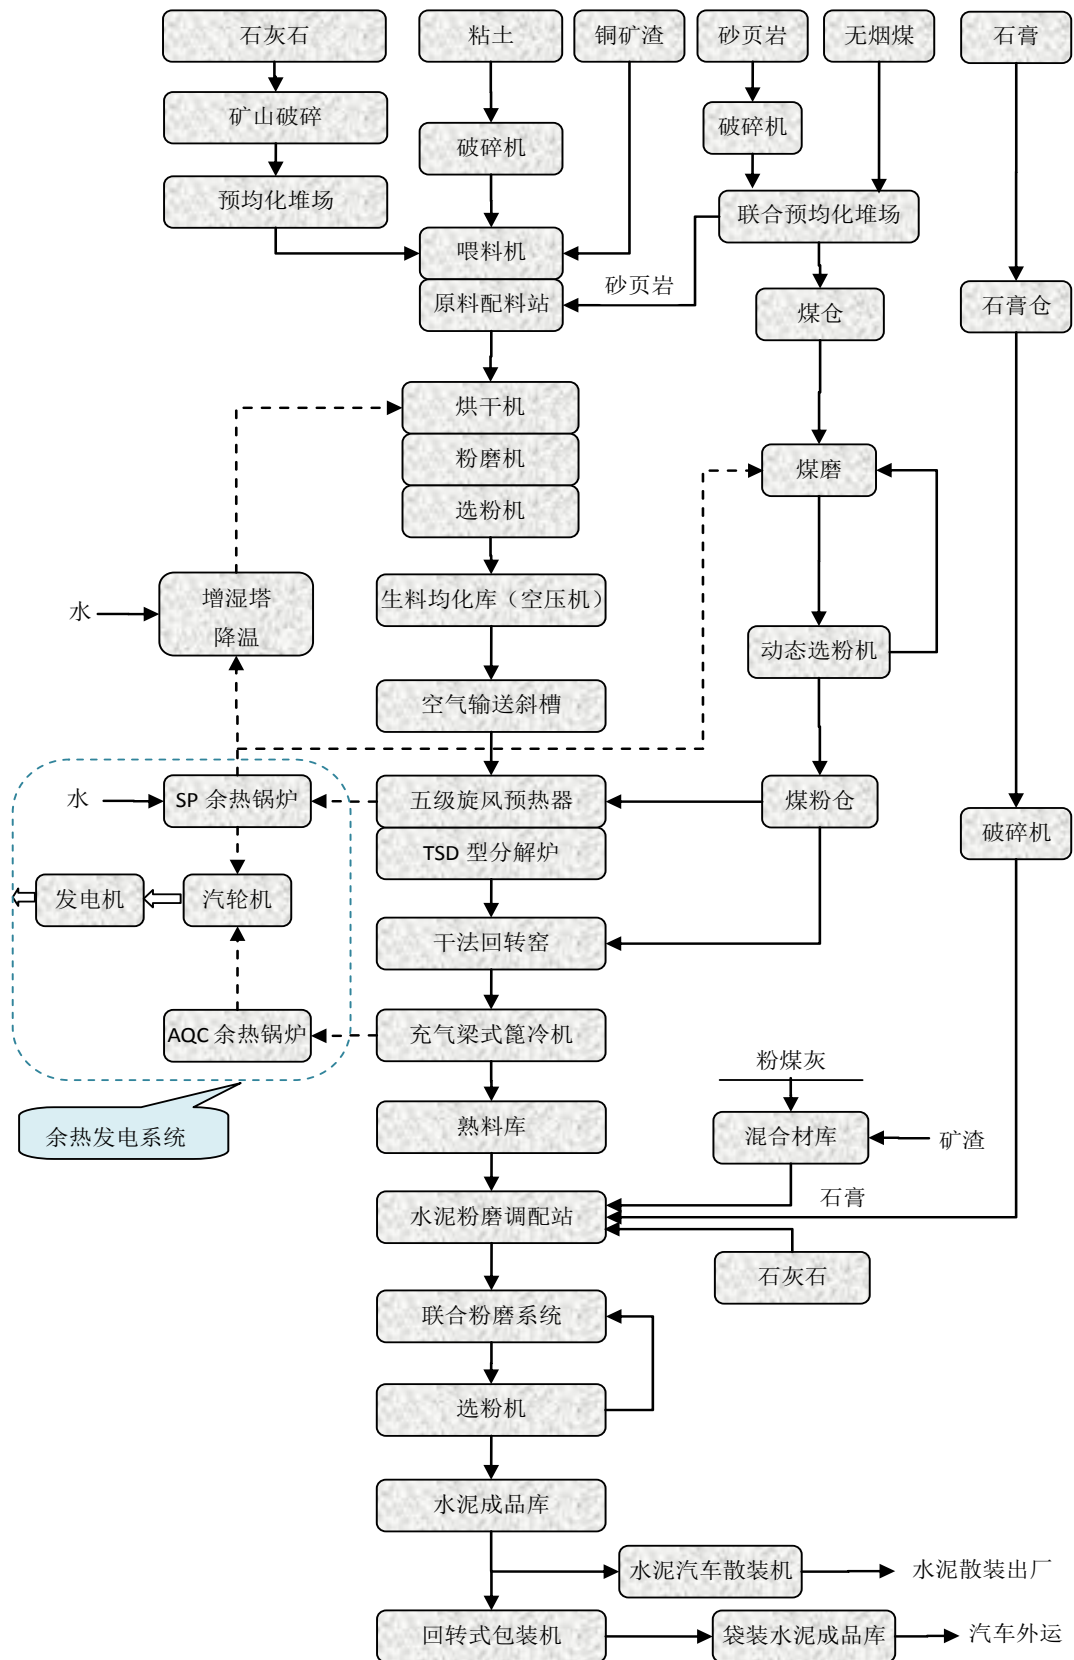 石灰石
粘土
铜矿渣
砂页岩
无烟煤
石膏
矿山破碎
破碎机
破碎机
预均化堆场
联合预均化堆场
喂料机
砂页岩
原料配料站
煤仓
石膏仓
烘干机
粉磨机
煤磨
选粉机
水
增湿塔
降温
生料均化库（空压机）
动态选粉机
空气输送斜槽
水
SP 余热锅炉
五级旋风预热器
煤粉仓
破碎机
TSD 型分解炉
发电机
汽轮机
干法回转窑
AQC 余热锅炉
充气梁式篦冷机
粉煤灰
余热发电系统
熟料库
混合材库
矿渣
石膏
水泥粉磨调配站
石灰石
联合粉磨系统
选粉机
水泥成品库
水泥汽车散装机
水泥散装出厂
回转式包装机
袋装水泥成品库
汽车外运